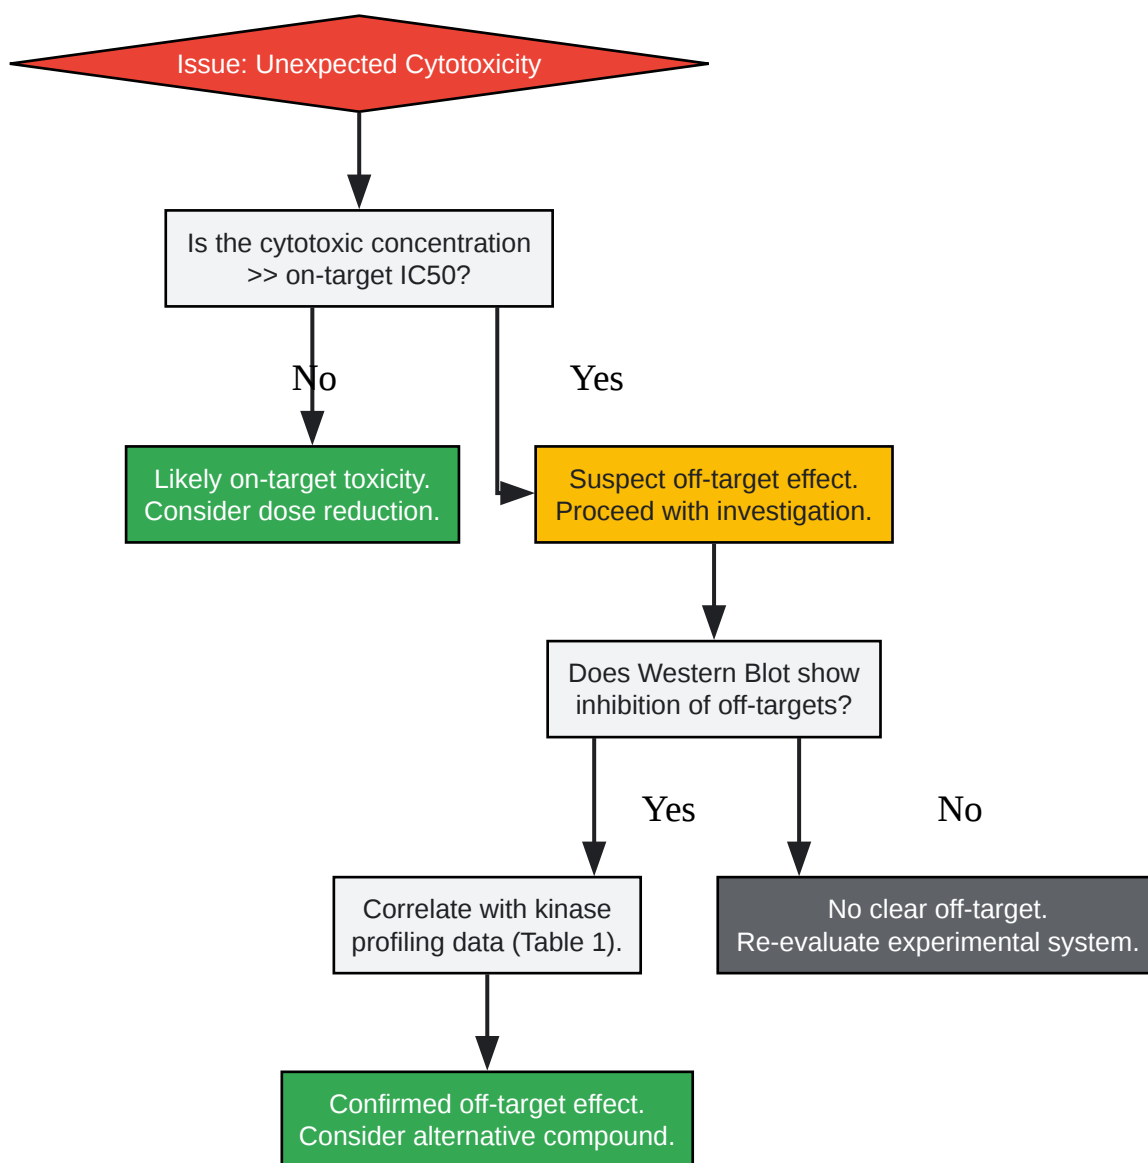 Issue: Unexpected Cytotoxicity
Is the cytotoxic concentration
>> on-target IC50?
No
Yes
Likely on-target toxicity.
Consider dose reduction.
Suspect off-target effect.
Proceed with investigation.
Does Western Blot show
inhibition of off-targets?
Yes
No
Correlate with kinase
profiling data (Table 1).
No clear off-target.
Re-evaluate experimental system.
Confirmed off-target effect.
Consider alternative compound.